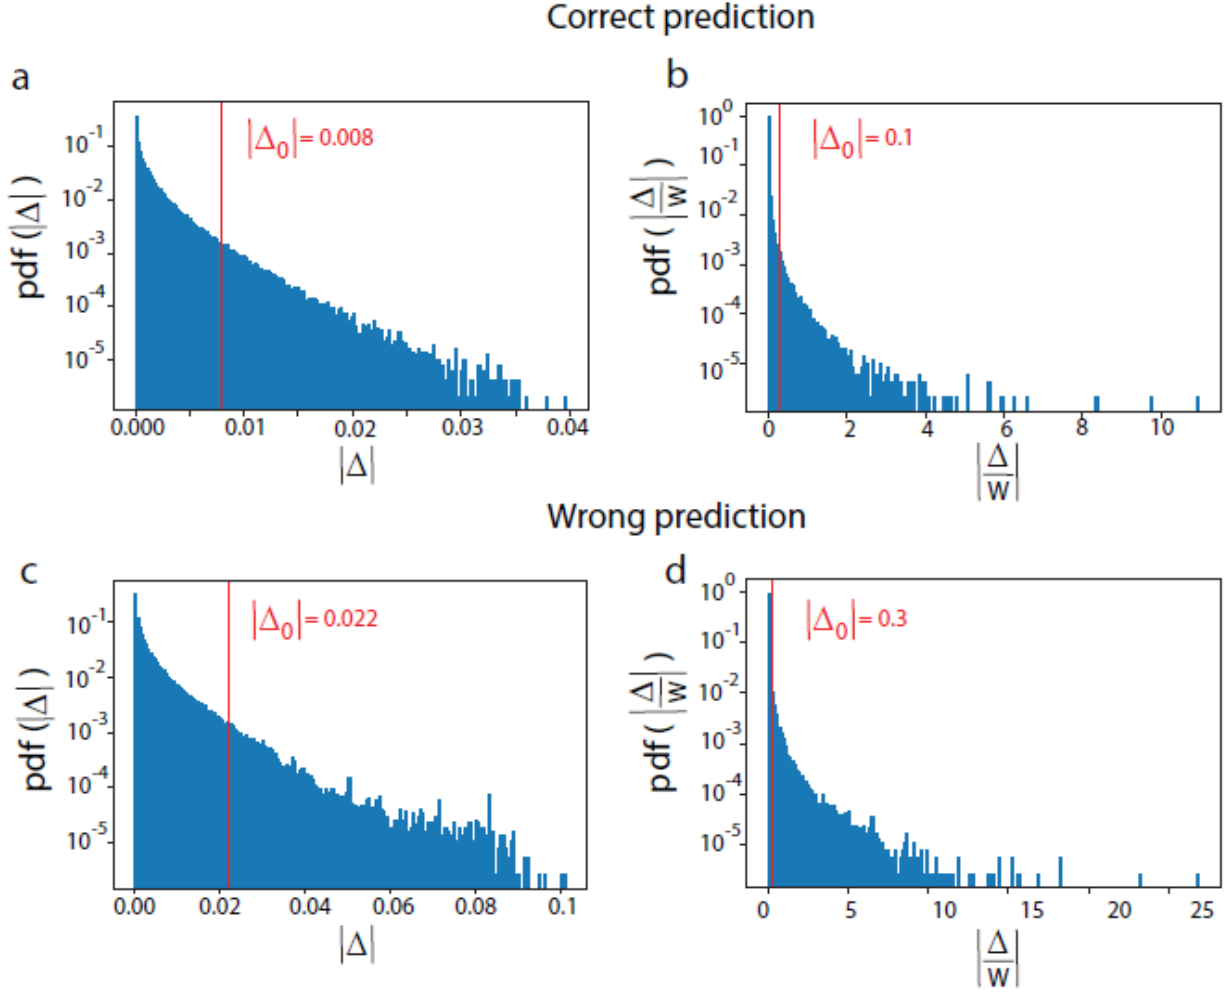 Correct prediction
a
pdf (|Δ|)
10⁻¹
10⁻²
10⁻³
10⁻⁴
10⁻⁵
|Δ₀| = 0.008
0.000 0.01 0.02 0.03 0.04
|Δ|
b
pdf (|Δ/w|)
10⁰
10⁻¹
10⁻²
10⁻³
10⁻⁴
10⁻⁵
|Δ₀| = 0.1
0 2 4 6 8 10
|Δ/w|
Wrong prediction
c
pdf (|Δ|)
10⁻¹
10⁻²
10⁻³
10⁻⁴
10⁻⁵
|Δ₀| = 0.022
0.00 0.02 0.04 0.06 0.08 0.1
|Δ|
d
pdf (|Δ/w|)
10⁰
10⁻¹
10⁻²
10⁻³
10⁻⁴
10⁻⁵
|Δ₀| = 0.3
0 5 10 15 20 25
|Δ/w|